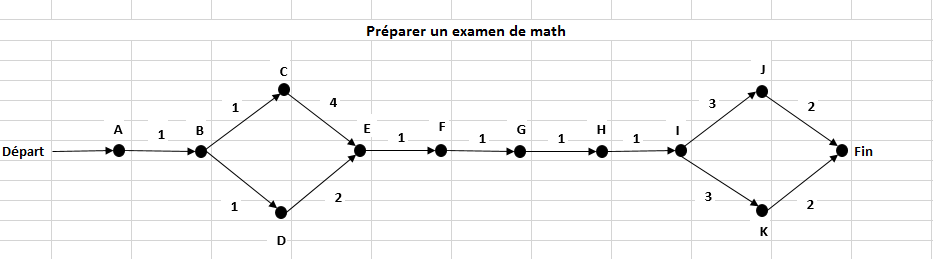 Préparer un examen de math
C
J
1
4
3
2
A
1
B
E
1
F
1
G
1
H
1
I
Départ
Fin
1
2
3
2
D
K